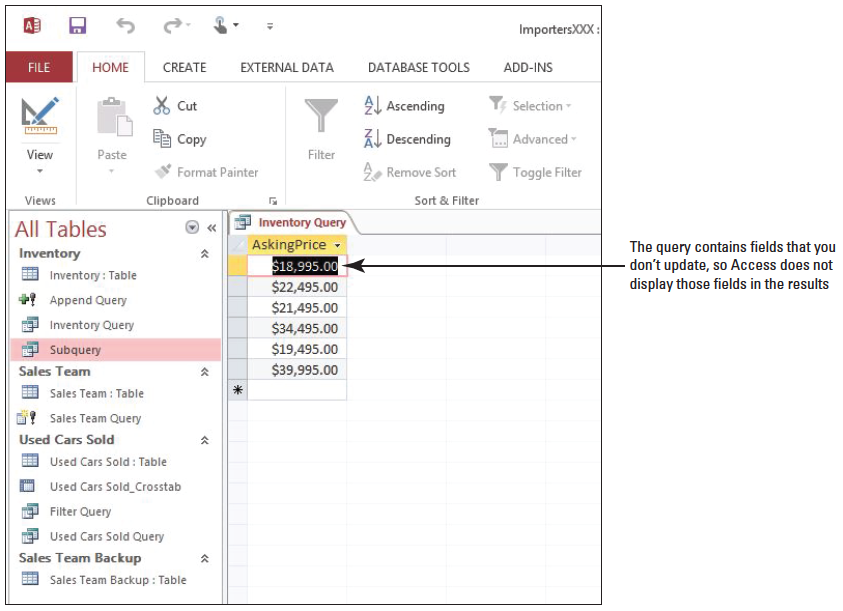 ImportersXXX :
FILE HOME CREATE EXTERNAL DATA DATABASE TOOLS ADD-INS
View
Views
Paste
Cut
Copy
Format Painter
Clipboard
Filter
Ascending
Descending
Remove Sort
Selection
Advanced
Toggle Filter
Sort & Filter
All Tables
Inventory
Inventory : Table
Append Query
Inventory Query
Subquery
Sales Team
Sales Team : Table
Sales Team Query
Used Cars Sold
Used Cars Sold : Table
Used Cars Sold_Crosstab
Filter Query
Used Cars Sold Query
Sales Team Backup
Sales Team Backup : Table
Inventory Query
AskingPrice
$18,995.00
$22,495.00
$21,495.00
$34,495.00
$19,495.00
$39,995.00
The query contains fields that you
don’t update, so Access does not
display those fields in the results